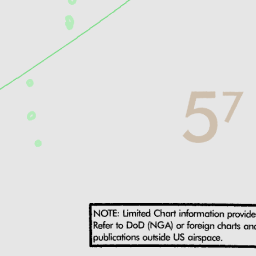 57
NOTE: Limited Chart information provide
Refer to DoD (NGA) or foreign charts and
publications outside US airspace.